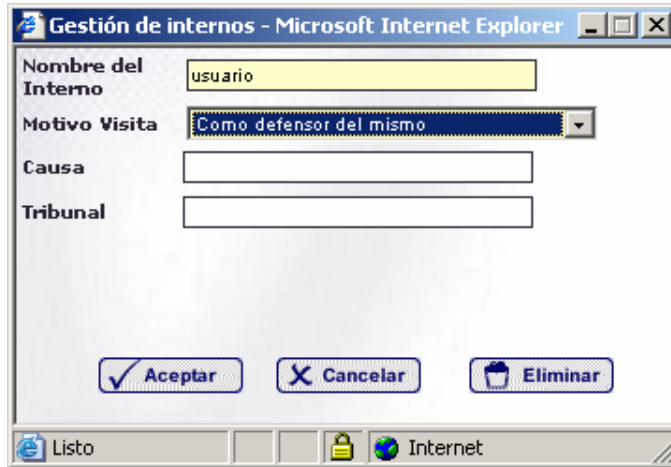 Gestión de internos - Microsoft Internet Explorer
Nombre del
Interno
usuario
Motivo Visita
Como defensor del mismo
Causa
Tribunal
Aceptar
Cancelar
Eliminar
Listo
Internet